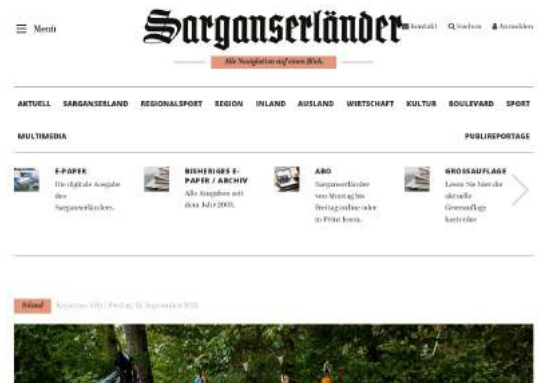 Menü
Sarganserländer
Kontakt Suchen Anmelden
Alle Neuigkeiten auf einen Blick.
AKTUELL SARGANSERLAND REGIONALSPORT REGION INLAND AUSLAND WIRTSCHAFT KULTUR BOULEVARD SPORT
MULTIMEDIA PUBLIREPORTAGE
E-PAPER
Die digitale Ausgabe
des
Sarganserländers.
BISHERIGES E-
PAPER / ARCHIV
Alle Ausgaben seit
dem Jahr 2003.
ABO
Sarganserländer
von Montag bis
Freitag online oder
in Print lesen.
GROSSAUFLAGE
Lesen Sie hier die
aktuelle
Grossauflage
kostenlos
Inland